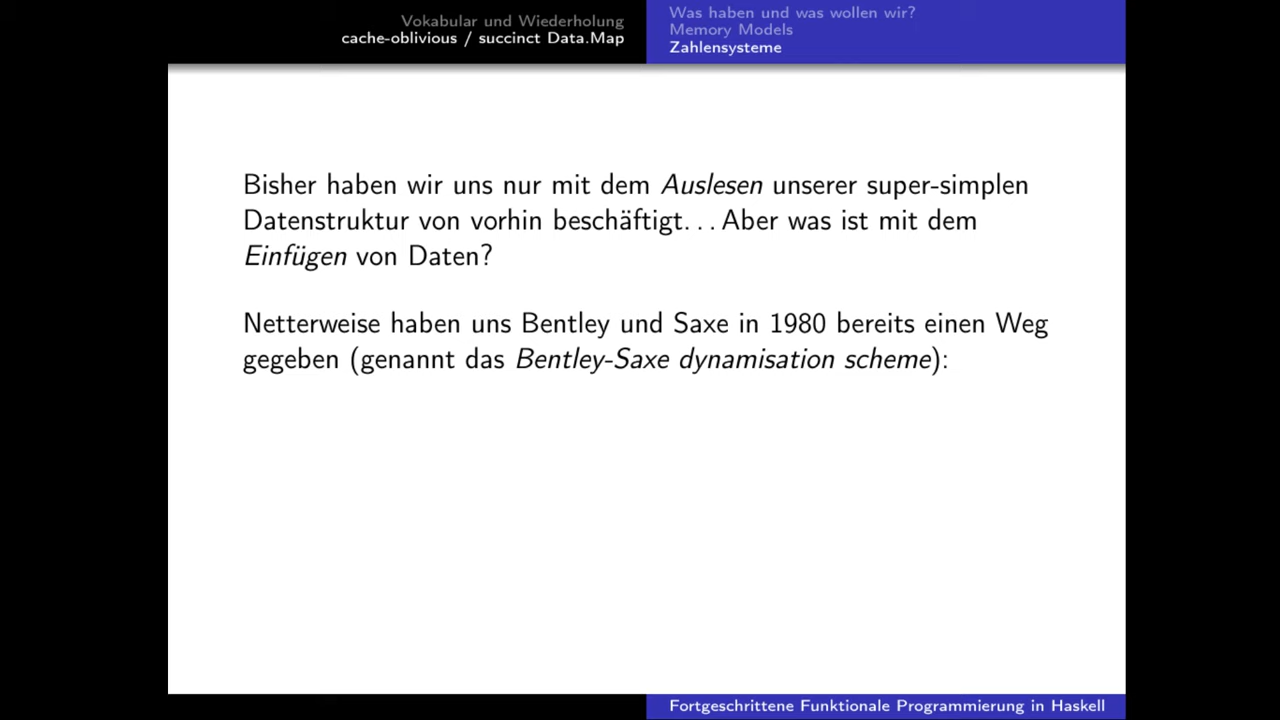 Vokabular und Wiederholung
cache-oblivious / succinct Data.Map
Was haben und was wollen wir?
Memory Models
Zahlensysteme
Bisher haben wir uns nur mit dem Auslesen unserer super-simplen
Datenstruktur von vorhin beschäftigt. . . Aber was ist mit dem
Einfügen von Daten?
Netterweise haben uns Bentley und Saxe in 1980 bereits einen Weg
gegeben (genannt das Bentley-Saxe dynamisation scheme):
Fortgeschrittene Funktionale Programmierung in Haskell